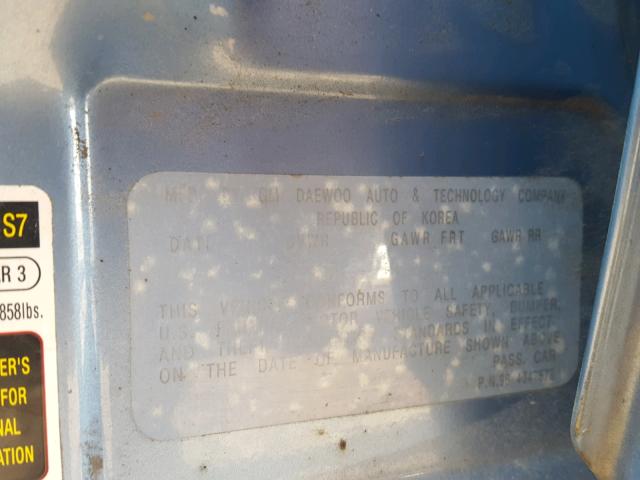 GM DAEWOO AUTO & TECHNOLOGY COMPANY
REPUBLIC OF KOREA
GAWR FRT GAWR RR
THIS CONFORMS TO ALL APPLICABLE
U.S. VEHICLE SAFETY, BUMPER,
AND THEFT STANDARDS IN EFFECT
ON THE DATE OF MANUFACTURE SHOWN ABOVE
PASS. CAR
S7
R 3
858lbs.
ER'S
FOR
NAL
ATION